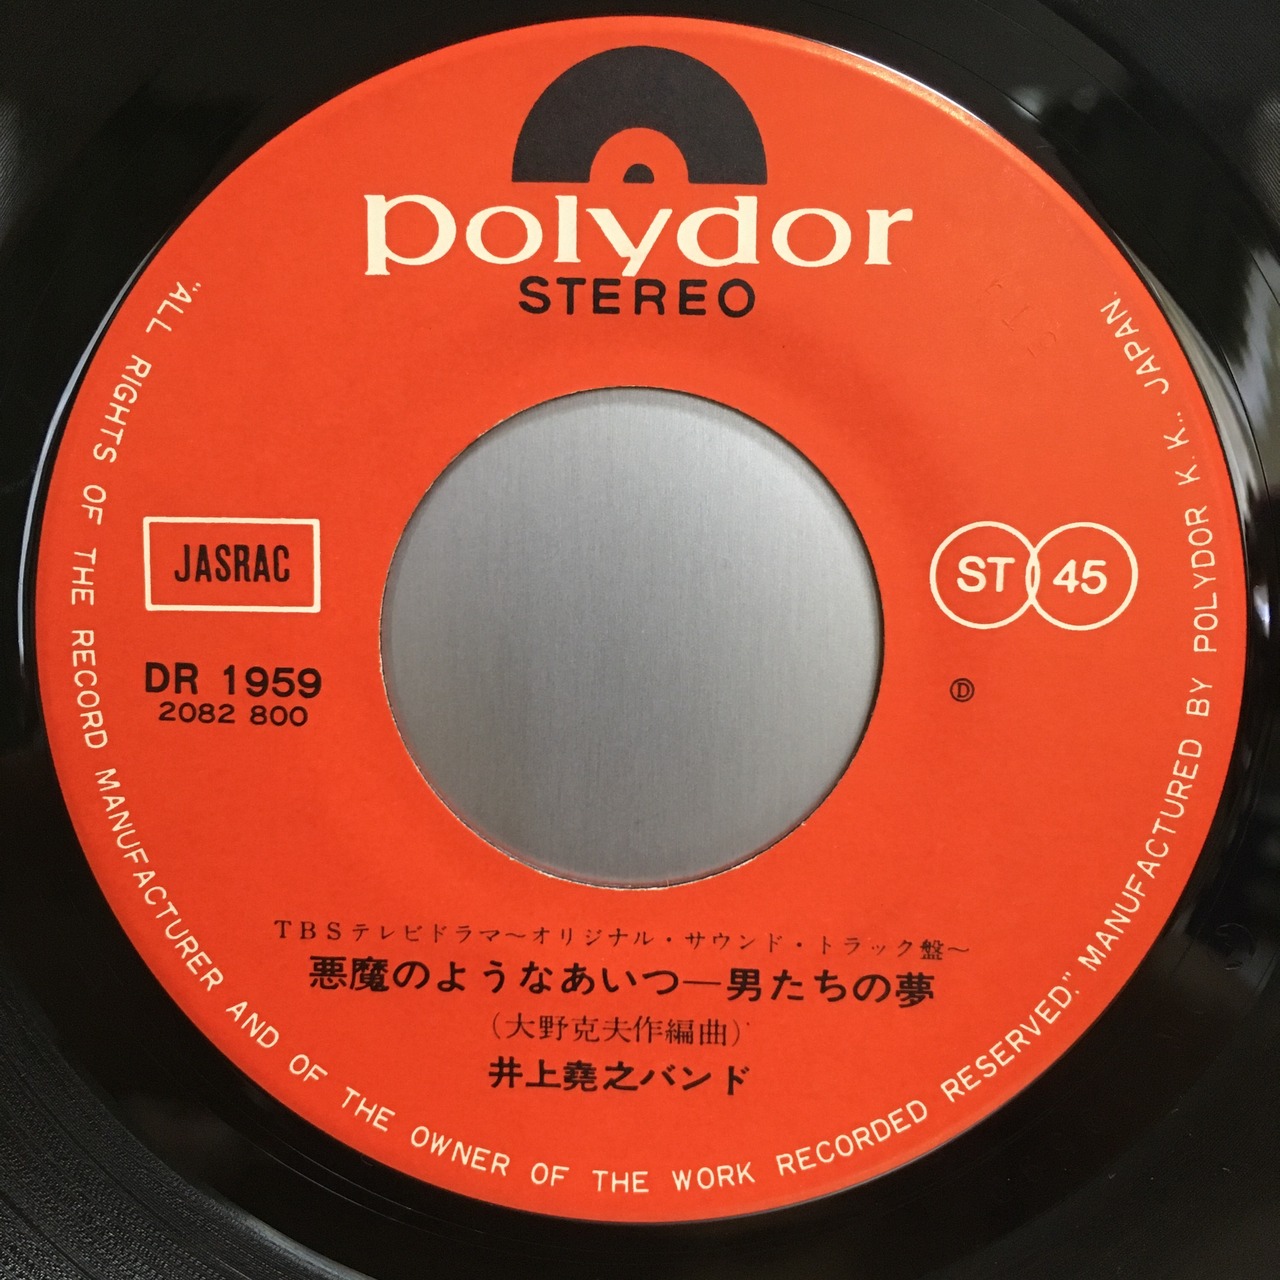 polydor
STEREO
"ALL RIGHTS OF THE RECORD MANUFACTURER AND OF THE OWNER OF THE WORK RECORDED RESERVED." MANUFACTURED BY POLYDOR K. K., JAPAN.
JASRAC
ST 45
DR 1959
2082 800
Ⓓ
TBSテレビドラマ〜オリジナル・サウンド・トラック盤〜
悪魔のようなあいつ―男たちの夢
(大野克夫作編曲)
井上堯之バンド